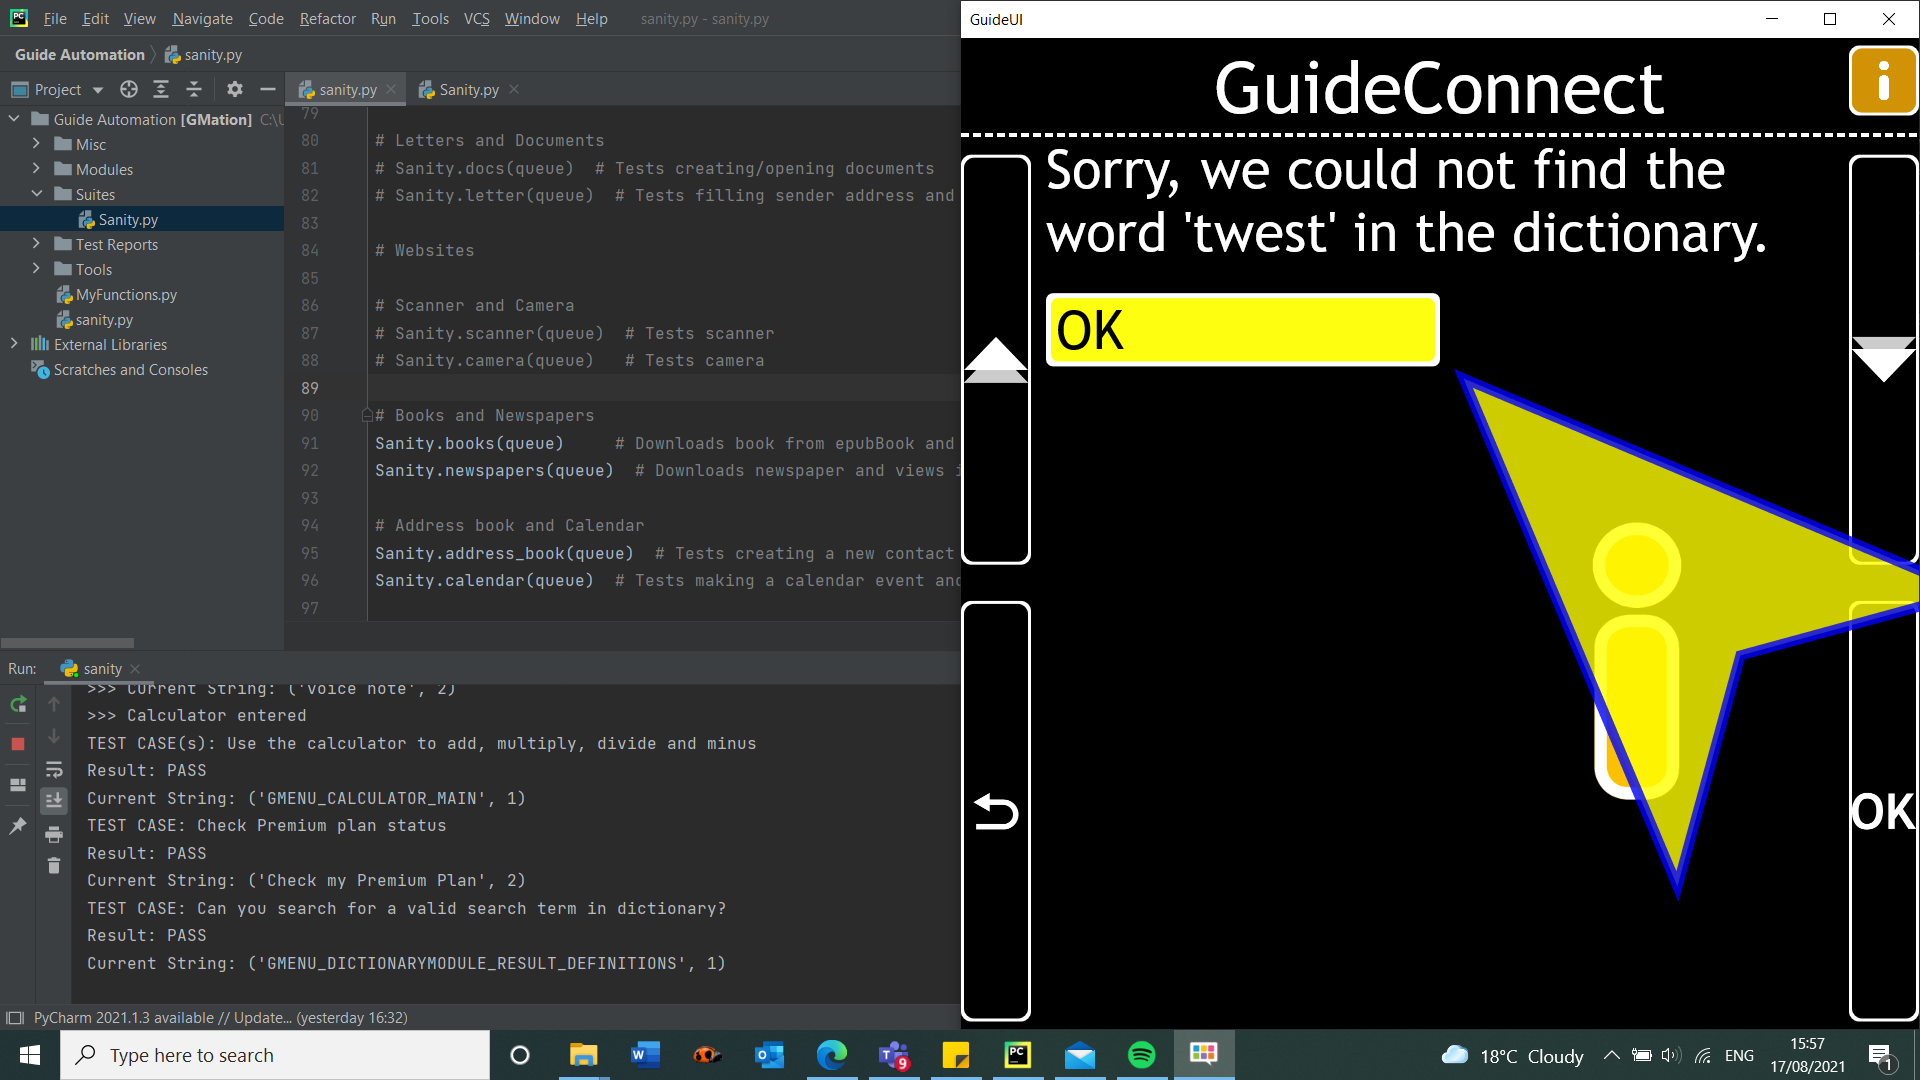 File Edit View Navigate Code Refactor Run Tools VCS Window Help sanity.py - sanity.py
Guide Automation sanity.py
Project
sanity.py Sanity.py
Guide Automation [GMation] C:\U
Misc
Modules
Suites
Sanity.py
Test Reports
Tools
MyFunctions.py
sanity.py
External Libraries
Scratches and Consoles
79
80 # Letters and Documents
81 # Sanity.docs(queue) # Tests creating/opening documents
82 # Sanity.letter(queue) # Tests filling sender address and
83
84 # Websites
85
86 # Scanner and Camera
87 # Sanity.scanner(queue) # Tests scanner
88 # Sanity.camera(queue) # Tests camera
89
90 # Books and Newspapers
91 Sanity.books(queue) # Downloads book from epubBook and
92 Sanity.newspapers(queue) # Downloads newspaper and views i
93
94 # Address book and Calendar
95 Sanity.address_book(queue) # Tests creating a new contact
96 Sanity.calendar(queue) # Tests making a calendar event and
97
Run: sanity
>>> Current String: ('voice note', 2)
>>> Calculator entered
TEST CASE(s): Use the calculator to add, multiply, divide and minus
Result: PASS
Current String: ('GMENU_CALCULATOR_MAIN', 1)
TEST CASE: Check Premium plan status
Result: PASS
Current String: ('Check my Premium Plan', 2)
TEST CASE: Can you search for a valid search term in dictionary?
Result: PASS
Current String: ('GMENU_DICTIONARYMODULE_RESULT_DEFINITIONS', 1)
PyCharm 2021.1.3 available // Update... (yesterday 16:32)
GuideUI
GuideConnect
i
Sorry, we could not find the
word 'twest' in the dictionary.
OK
OK
Type here to search
9
18°C Cloudy
ENG
15:57
17/08/2021
1